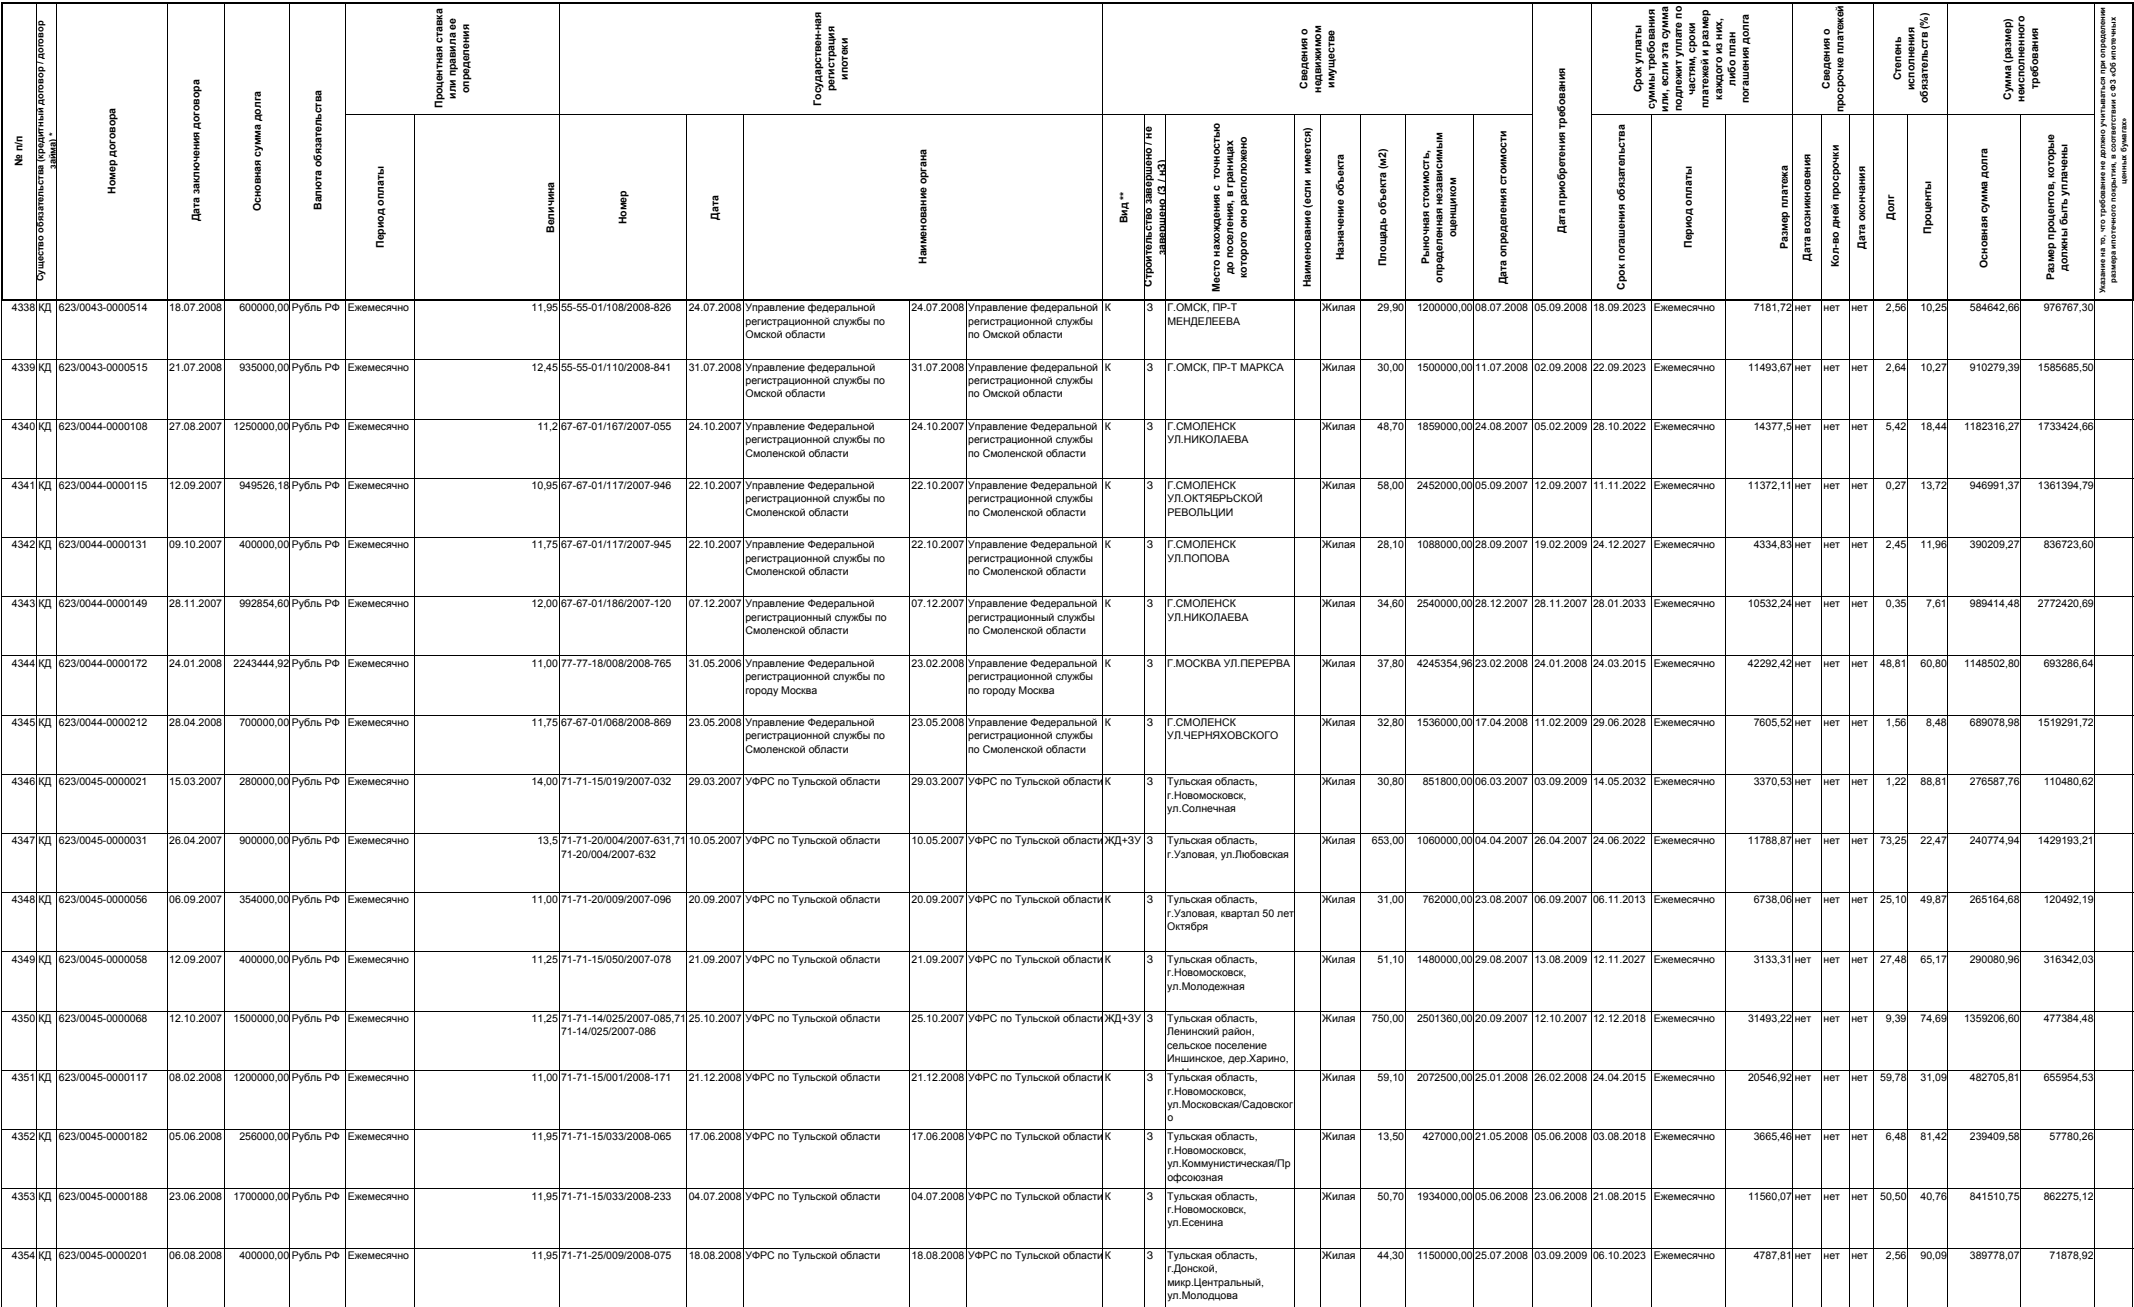 № п/п
Существо обязательства (кредитный договор / договор займа) *
Номер договора
Дата заключения договора
Основная сумма долга
Валюта обязательства
Процентная ставка или правила ее определения
Период оплаты
Величина
Государствен-ная регистрация ипотеки
Номер
Дата
Наименование органа
Сведения о недвижимом имуществе
Вид **
Строительство завершено / не завершено (З / нЗ)
Место нахождения с точностью до поселения, в границах которого оно расположено
Наименование (если имеется)
Назначение объекта
Площадь объекта (м2)
Рыночная стоимость, определенная независимым оценщиком
Дата определения стоимости
Дата приобретения требования
Срок уплаты суммы требования или, если эта сумма подлежит уплате по частям, сроки платежей и размер каждого из них, либо план погашения долга
Срок погашения обязательства
Период оплаты
Размер платежа
Сведения о просрочке платежей
Дата возникновения
Кол-во дней просрочки
Дата окончания
Степень исполнения обязательств (%)
Долг
Проценты
Сумма (размер) неисполненного требования
Основная сумма долга
Размер процентов, которые должны быть уплачены
Указание на то, что требование не должно учитываться при определении размера ипотечного покрытия, в соответствии с ФЗ «Об ипотечных ценных бумагах»
4338 КД 623/0043-0000514 18.07.2008 600000,00 Рубль РФ Ежемесячно 11,95 55-55-01/108/2008-826 24.07.2008 Управление федеральной регистрационной службы по Омской области 24.07.2008 Управление федеральной регистрационной службы по Омской области К З Г.ОМСК, ПР-Т МЕНДЕЛЕЕВА Жилая 29,90 1200000,00 08.07.2008 05.09.2008 18.09.2023 Ежемесячно 7181,72 нет нет нет 2,56 10,25 584642,66 976767,30
4339 КД 623/0043-0000515 21.07.2008 935000,00 Рубль РФ Ежемесячно 12,45 55-55-01/110/2008-841 31.07.2008 Управление федеральной регистрационной службы по Омской области 31.07.2008 Управление федеральной регистрационной службы по Омской области К З Г.ОМСК, ПР-Т МАРКСА Жилая 30,00 1500000,00 11.07.2008 02.09.2008 22.09.2023 Ежемесячно 11493,67 нет нет нет 2,64 10,27 910279,39 1585685,50
4340 КД 623/0044-0000108 27.08.2007 1250000,00 Рубль РФ Ежемесячно 11,2 67-67-01/167/2007-055 24.10.2007 Управление Федеральной регистрационной службы по Смоленской области 24.10.2007 Управление Федеральной регистрационной службы по Смоленской области К З Г.СМОЛЕНСК УЛ.НИКОЛАЕВА Жилая 48,70 1859000,00 24.08.2007 05.02.2009 28.10.2022 Ежемесячно 14377,5 нет нет нет 5,42 18,44 1182316,27 1733424,66
4341 КД 623/0044-0000115 12.09.2007 949526,18 Рубль РФ Ежемесячно 10,95 67-67-01/117/2007-946 22.10.2007 Управление Федеральной регистрационной службы по Смоленской области 22.10.2007 Управление Федеральной регистрационной службы по Смоленской области К З Г.СМОЛЕНСК УЛ.ОКТЯБРЬСКОЙ РЕВОЛЬЦИИ Жилая 58,00 2452000,00 05.09.2007 12.09.2007 11.11.2022 Ежемесячно 11372,11 нет нет нет 0,27 13,72 946991,37 1361394,79
4342 КД 623/0044-0000131 09.10.2007 400000,00 Рубль РФ Ежемесячно 11,75 67-67-01/117/2007-945 22.10.2007 Управление Федеральной регистрационной службы по Смоленской области 22.10.2007 Управление Федеральной регистрационной службы по Смоленской области К З Г.СМОЛЕНСК УЛ.ПОПОВА Жилая 28,10 1088000,00 28.09.2007 19.02.2009 24.12.2027 Ежемесячно 4334,83 нет нет нет 2,45 11,96 390209,27 836723,60
4343 КД 623/0044-0000149 28.11.2007 992854,60 Рубль РФ Ежемесячно 12,00 67-67-01/186/2007-120 07.12.2007 Управление Федеральной регистрационный службы по Смоленской области 07.12.2007 Управление Федеральной регистрационный службы по Смоленской области К З Г.СМОЛЕНСК УЛ.НИКОЛАЕВА Жилая 34,60 2540000,00 28.12.2007 28.11.2007 28.01.2033 Ежемесячно 10532,24 нет нет нет 0,35 7,61 989414,48 2772420,69
4344 КД 623/0044-0000172 24.01.2008 2243444,92 Рубль РФ Ежемесячно 11,00 77-77-18/008/2008-765 31.05.2006 Управление Федеральной регистрационной службы по городу Москва 23.02.2008 Управление Федеральной регистрационной службы по городу Москва К З Г.МОСКВА УЛ.ПЕРЕРВА Жилая 37,80 4245354,96 23.02.2008 24.01.2008 24.03.2015 Ежемесячно 42292,42 нет нет нет 48,81 60,80 1148502,80 693286,64
4345 КД 623/0044-0000212 28.04.2008 700000,00 Рубль РФ Ежемесячно 11,75 67-67-01/068/2008-869 23.05.2008 Управление Федеральной регистрационной службы по Смоленской области 23.05.2008 Управление Федеральной регистрационной службы по Смоленской области К З Г.СМОЛЕНСК УЛ.ЧЕРНЯХОВСКОГО Жилая 32,80 1536000,00 17.04.2008 11.02.2009 29.06.2028 Ежемесячно 7605,52 нет нет нет 1,56 8,48 689078,98 1519291,72
4346 КД 623/0045-0000021 15.03.2007 280000,00 Рубль РФ Ежемесячно 14,00 71-71-15/019/2007-032 29.03.2007 УФРС по Тульской области 29.03.2007 УФРС по Тульской области К З Тульская область, г.Новомосковск, ул.Солнечная Жилая 30,80 851800,00 06.03.2007 03.09.2009 14.05.2032 Ежемесячно 3370,53 нет нет нет 1,22 88,81 276587,76 110480,62
4347 КД 623/0045-0000031 26.04.2007 900000,00 Рубль РФ Ежемесячно 13,5 71-71-20/004/2007-631,71 71-20/004/2007-632 10.05.2007 УФРС по Тульской области 10.05.2007 УФРС по Тульской области ЖД+ЗУ З Тульская область, г.Узловая, ул.Любовская Жилая 653,00 1060000,00 04.04.2007 26.04.2007 24.06.2022 Ежемесячно 11788,87 нет нет нет 73,25 22,47 240774,94 1429193,21
4348 КД 623/0045-0000056 06.09.2007 354000,00 Рубль РФ Ежемесячно 11,00 71-71-20/009/2007-096 20.09.2007 УФРС по Тульской области 20.09.2007 УФРС по Тульской области К З Тульская область, г.Узловая, квартал 50 лет Октября Жилая 31,00 762000,00 23.08.2007 06.09.2007 06.11.2013 Ежемесячно 6738,06 нет нет нет 25,10 49,87 265164,68 120492,19
4349 КД 623/0045-0000058 12.09.2007 400000,00 Рубль РФ Ежемесячно 11,25 71-71-15/050/2007-078 21.09.2007 УФРС по Тульской области 21.09.2007 УФРС по Тульской области К З Тульская область, г.Новомосковск, ул.Молодежная Жилая 51,10 1480000,00 29.08.2007 13.08.2009 12.11.2027 Ежемесячно 3133,31 нет нет нет 27,48 65,17 290080,96 316342,03
4350 КД 623/0045-0000068 12.10.2007 1500000,00 Рубль РФ Ежемесячно 11,25 71-71-14/025/2007-085,71 71-14/025/2007-086 25.10.2007 УФРС по Тульской области 25.10.2007 УФРС по Тульской области ЖД+ЗУ З Тульская область, Ленинский район, сельское поселение Иншинское, дер.Харино, Жилая 750,00 2501360,00 20.09.2007 12.10.2007 12.12.2018 Ежемесячно 31493,22 нет нет нет 9,39 74,69 1359206,60 477384,48
4351 КД 623/0045-0000117 08.02.2008 1200000,00 Рубль РФ Ежемесячно 11,00 71-71-15/001/2008-171 21.12.2008 УФРС по Тульской области 21.12.2008 УФРС по Тульской области К З Тульская область, г.Новомосковск, ул.Московская/Садовског о Жилая 59,10 2072500,00 25.01.2008 26.02.2008 24.04.2015 Ежемесячно 20546,92 нет нет нет 59,78 31,09 482705,81 655954,53
4352 КД 623/0045-0000182 05.06.2008 256000,00 Рубль РФ Ежемесячно 11,95 71-71-15/033/2008-065 17.06.2008 УФРС по Тульской области 17.06.2008 УФРС по Тульской области К З Тульская область, г.Новомосковск, ул.Коммунистическая/Пр офсоюзная Жилая 13,50 427000,00 21.05.2008 05.06.2008 03.08.2018 Ежемесячно 3665,46 нет нет нет 6,48 81,42 239409,58 57780,26
4353 КД 623/0045-0000188 23.06.2008 1700000,00 Рубль РФ Ежемесячно 11,95 71-71-15/033/2008-233 04.07.2008 УФРС по Тульской области 04.07.2008 УФРС по Тульской области К З Тульская область, г.Новомосковск, ул.Есенина Жилая 50,70 1934000,00 05.06.2008 23.06.2008 21.08.2015 Ежемесячно 11560,07 нет нет нет 50,50 40,76 841510,75 862275,12
4354 КД 623/0045-0000201 06.08.2008 400000,00 Рубль РФ Ежемесячно 11,95 71-71-25/009/2008-075 18.08.2008 УФРС по Тульской области 18.08.2008 УФРС по Тульской области К З Тульская область, г.Донской, микр.Центральный, ул.Молодцова Жилая 44,30 1150000,00 25.07.2008 03.09.2009 06.10.2023 Ежемесячно 4787,81 нет нет нет 2,56 90,09 389778,07 71878,92